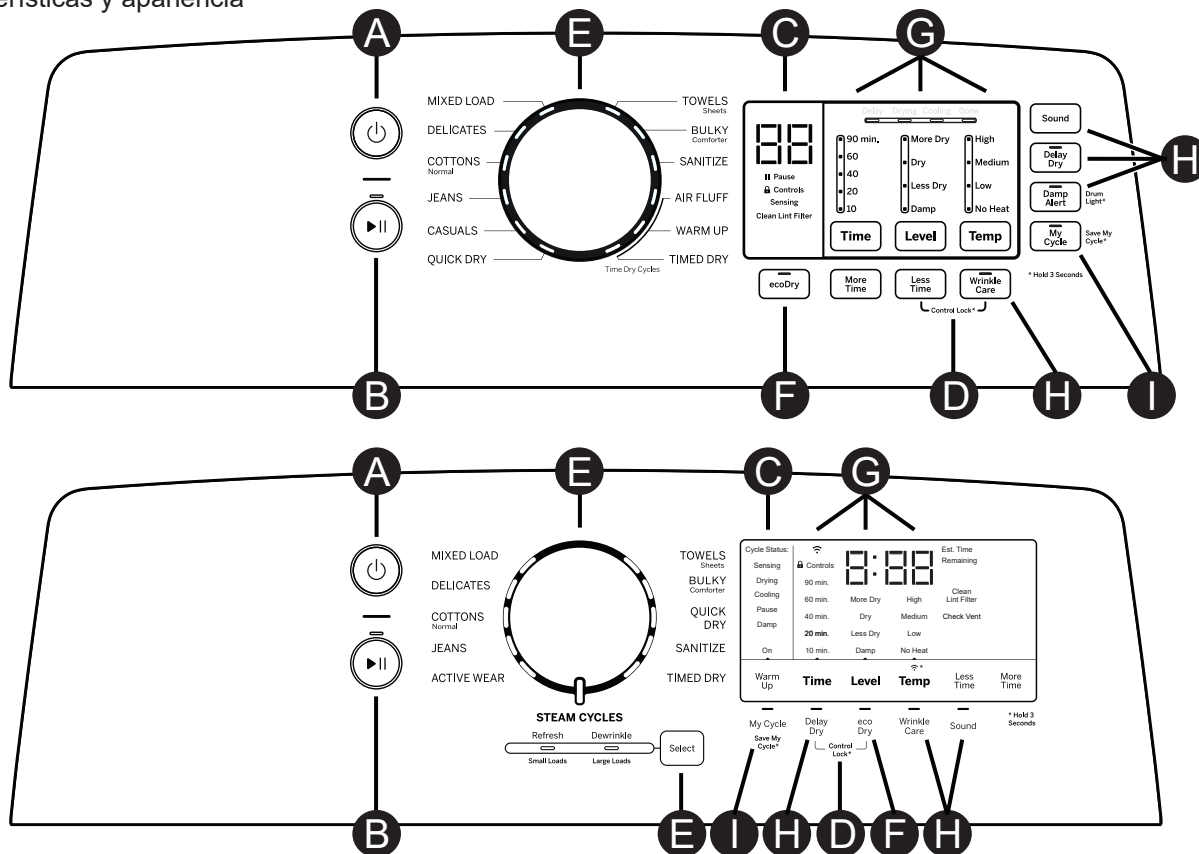 erísticas y apariencia
A
E
C
G
MIXED LOAD
DELICATES
COTTONS
Normal
JEANS
CASUALS
QUICK DRY
TOWELS
Sheets
BULKY
Comforter
SANITIZE
AIR FLUFF
WARM UP
TIMED DRY
Time Dry Cycles
88
Pause
Controls
Sensing
Clean Lint Filter
Delay Drying Cooling Done
90 min. More Dry High
60 Dry Medium
40
20 Less Dry Low
10 Damp No Heat
Time Level Temp
Sound
Delay
Dry
Damp
Alert
Drum
Light*
My
Cycle
Save My
Cycle*
* Hold 3 Seconds
H
ecoDry
More
Time
Less
Time
Wrinkle
Care
Control Lock*
B
F
D
H
I
A
E
C
G
MIXED LOAD
DELICATES
COTTONS
Normal
JEANS
ACTIVE WEAR
TOWELS
Sheets
BULKY
Comforter
QUICK
DRY
SANITIZE
TIMED DRY
STEAM CYCLES
Refresh Dewrinkle
Small Loads Large Loads
Select
Cycle Status:
Sensing
Drying
Cooling
Pause
Damp
On
Controls
90 min.
60 min.
40 min.
20 min.
10 min.
8:88
More Dry
Dry
Less Dry
Damp
High
Medium
Low
No Heat
Est. Time
Remaining
Clean
Lint Filter
Check Vent
*
Warm
Up
Time
Level
Temp
Less
Time
More
Time
My Cycle
Save My
Cycle*
Delay
Dry
eco
Dry
Control
Lock*
Wrinkle
Care
Sound
* Hold 3
Seconds
B
E
I
H
D
F
H